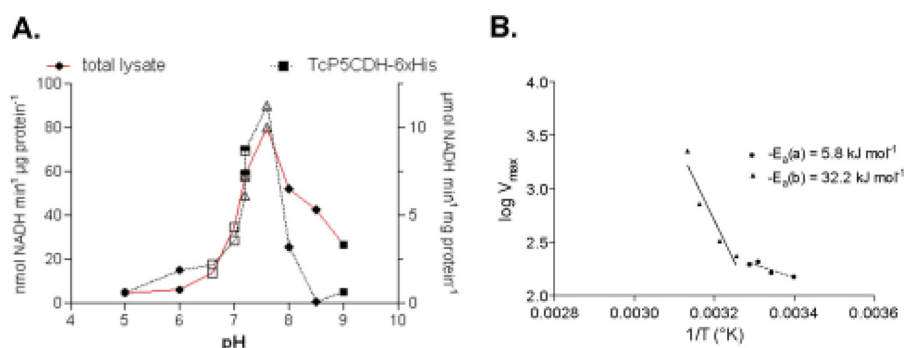 A.
total lysate
TcP5CDH-6xHis
nmol NADH min⁻¹ µg protein⁻¹
100
80
60
40
20
0
10
5
0
µmol NADH min¹ mg protein⁻¹
4 5 6 7 8 9 10
pH
B.
log Vmax
4.0
3.5
3.0
2.5
2.0
-Ea(a) = 5.8 kJ mol⁻¹
-Ea(b) = 32.2 kJ mol⁻¹
0.0028 0.0030 0.0032 0.0034 0.0036
1/T (°K)